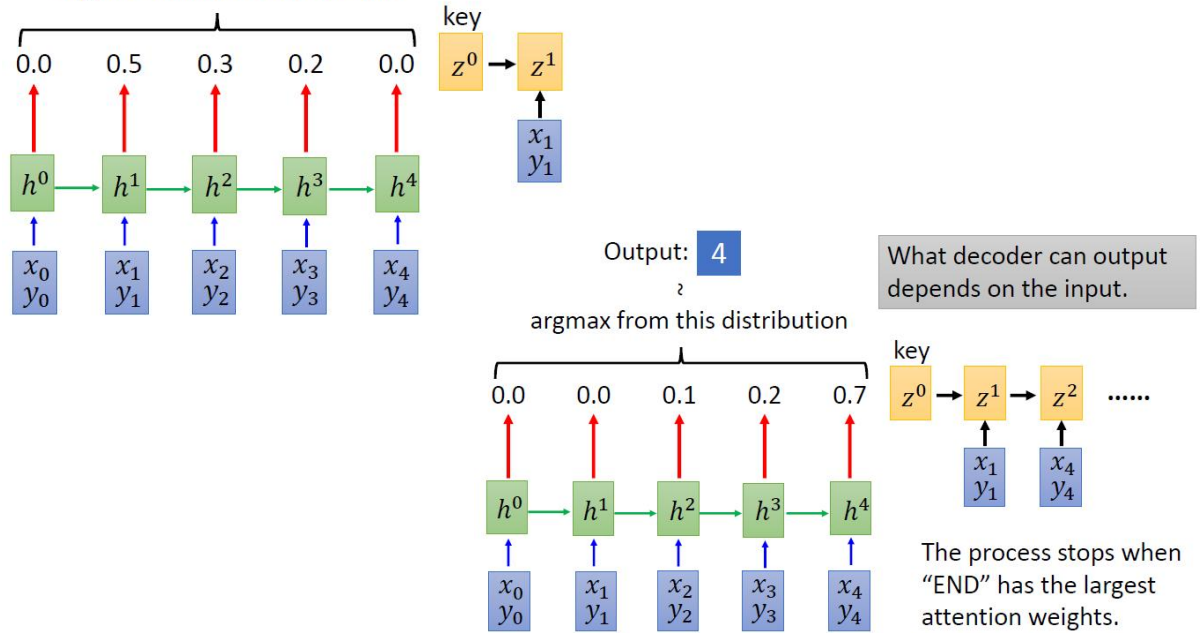 key
0.0 0.5 0.3 0.2 0.0
z⁰ z¹
x₁
y₁
h⁰ h¹ h² h³ h⁴
x₀ x₁ x₂ x₃ x₄
y₀ y₁ y₂ y₃ y₄
Output: 4
~
argmax from this distribution
What decoder can output
depends on the input.
key
0.0 0.0 0.1 0.2 0.7
z⁰ z¹ z² ......
x₁ x₄
y₁ y₄
h⁰ h¹ h² h³ h⁴
x₀ x₁ x₂ x₃ x₄
y₀ y₁ y₂ y₃ y₄
The process stops when
“END” has the largest
attention weights.